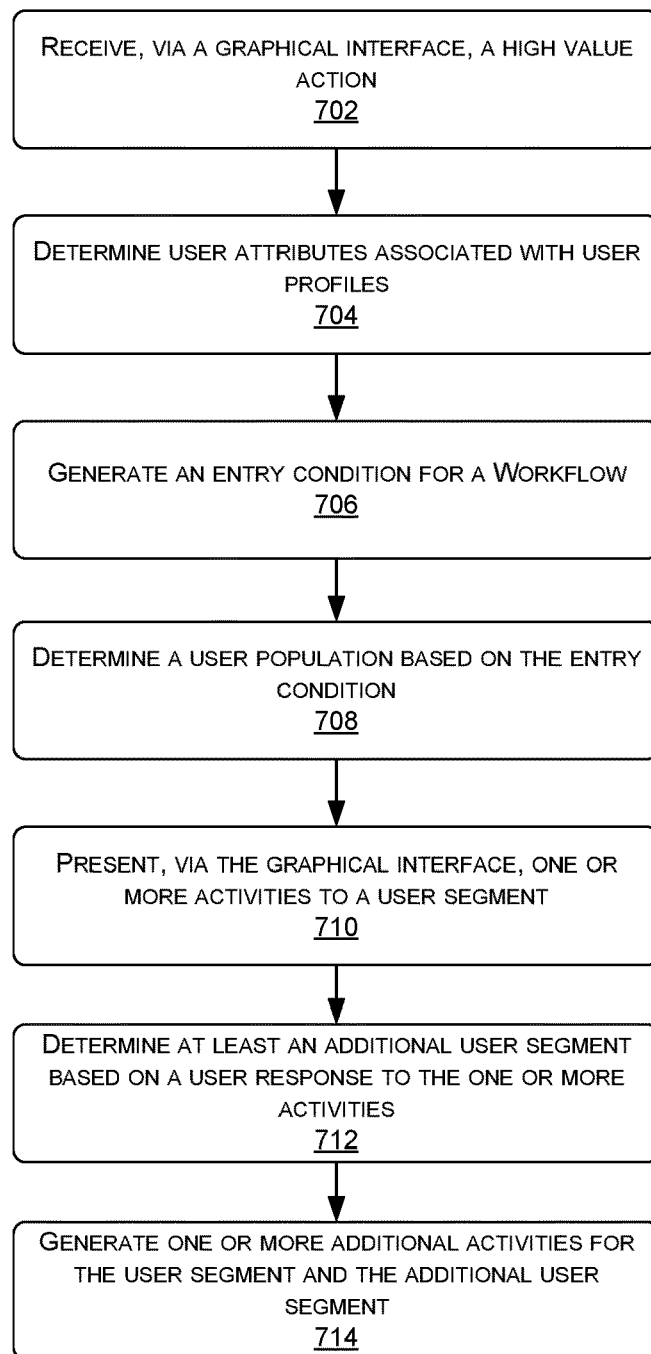 RECEIVE, VIA A GRAPHICAL INTERFACE, A HIGH VALUE
ACTION
702
DETERMINE USER ATTRIBUTES ASSOCIATED WITH USER
PROFILES
704
GENERATE AN ENTRY CONDITION FOR A WORKFLOW
706
DETERMINE A USER POPULATION BASED ON THE ENTRY
CONDITION
708
PRESENT, VIA THE GRAPHICAL INTERFACE, ONE OR
MORE ACTIVITIES TO A USER SEGMENT
710
DETERMINE AT LEAST AN ADDITIONAL USER SEGMENT
BASED ON A USER RESPONSE TO THE ONE OR MORE
ACTIVITIES
712
GENERATE ONE OR MORE ADDITIONAL ACTIVITIES FOR
THE USER SEGMENT AND THE ADDITIONAL USER
SEGMENT
714